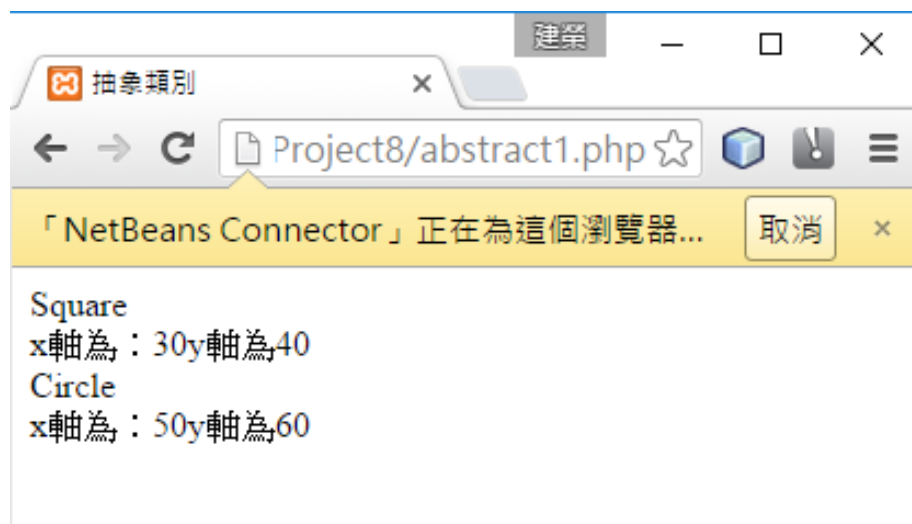 建榮
抽象類別
Project8/abstract1.php
「NetBeans Connector」正在為這個瀏覽器... 取消
Square
x軸為：30y軸為40
Circle
x軸為：50y軸為60